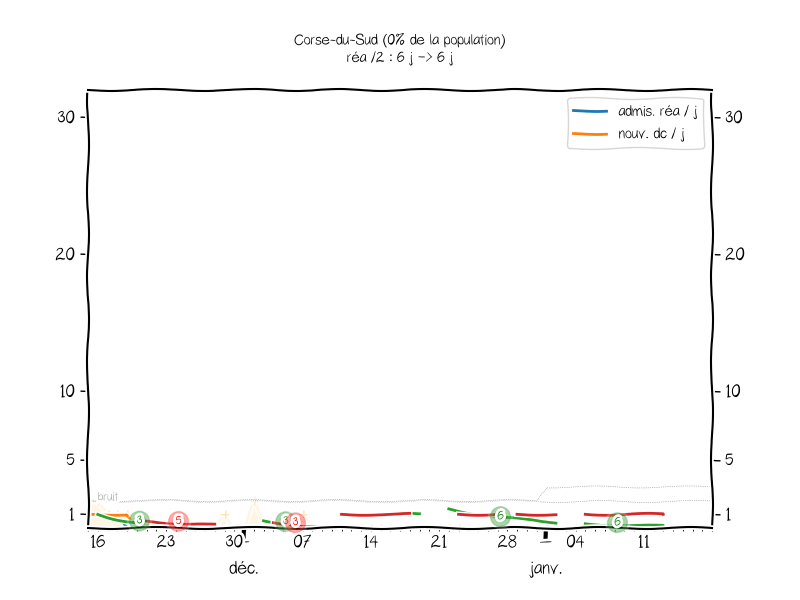 Corse-du-Sud (0% de la population)
réa /2 : 6 j -> 6 j
admis. réa / j
nouv. dc / j
30 30
20 20
10 10
5 5
bruit
1 1
3 5 3 3 6 6
16 23 30 07 14 21 28 04 11
déc. janv.